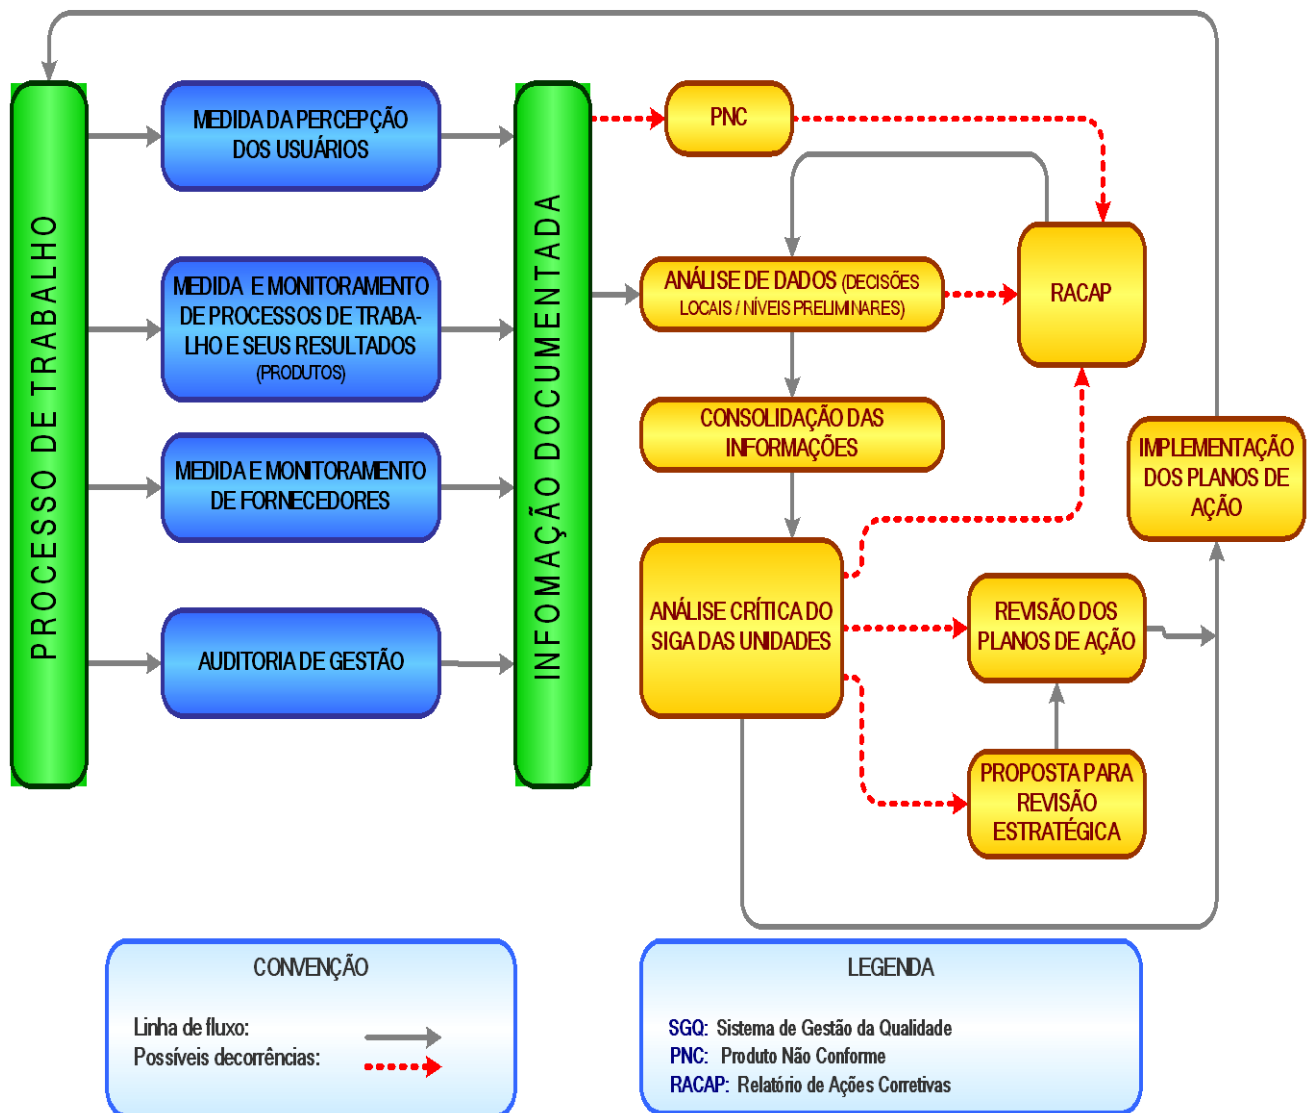 PROCESSO DE TRABALHO
MEDIDA DA PERCEPÇÃO
DOS USUÁRIOS
MEDIDA E MONITORAMENTO
DE PROCESSOS DE TRABA-
LHO E SEUS RESULTADOS
(PRODUTOS)
MEDIDA E MONITORAMENTO
DE FORNECEDORES
AUDITORIA DE GESTÃO
INFOMAÇÃO DOCUMENTADA
PNC
ANÁLISE DE DADOS (DECISÕES
LOCAIS / NÍVEIS PRELIMINARES)
RACAP
CONSOLIDAÇÃO DAS
INFORMAÇÕES
IMPLEMENTAÇÃO
DOS PLANOS DE
AÇÃO
ANÁLISE CRÍTICA DO
SIGA DAS UNIDADES
REVISÃO DOS
PLANOS DE AÇÃO
PROPOSTA PARA
REVISÃO
ESTRATÉGICA
CONVENÇÃO
Linha de fluxo:
Possíveis decorrências:
LEGENDA
SGQ: Sistema de Gestão da Qualidade
PNC: Produto Não Conforme
RACAP: Relatório de Ações Corretivas